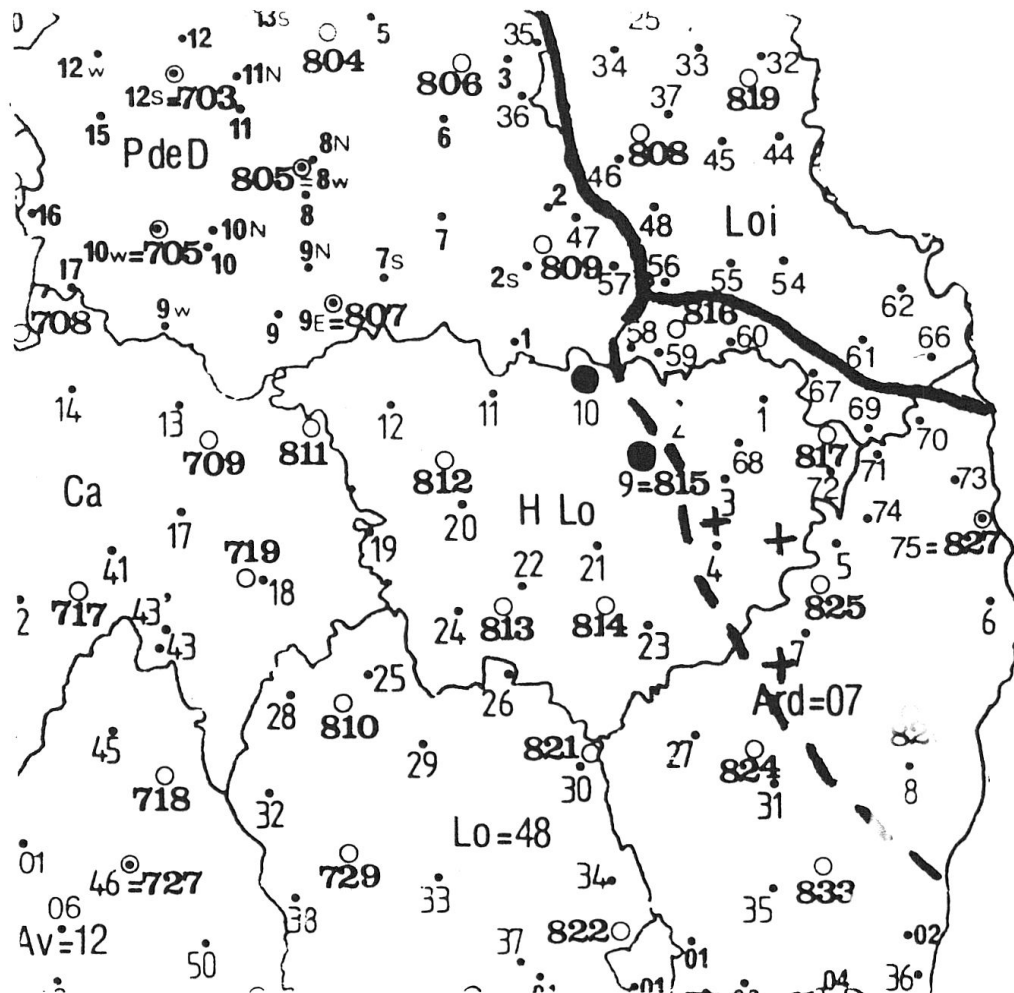 13s 5 35 25
12 804
12w 11N 806 3 34 33 32
12s=703 819
15 11 6 36 37
P de D 8N 808 45 44
805=8w 46
8 2 48
16 47 Loi
10N 7
10w=705 10 9N 7s 2s 809 57 56 55 54
17 62
708 9w 9 9E=807 1 58 816 60 61 66
59
14 13 12 11 10 2 1 67 69 70
709 811 68 817 71
812 9=815 72 73
Ca 20 H Lo 3 74
17 19 75=827
719 22 21 4 5
41 18 825
2 717 43' 24 813 814 23 6
43 7
25 26 Ard=07
28 810
45 29 821 27 824
718 30 31 8
32
Lo=48
01
46=727 729 33 34 35 833
06 38
Av=12 50 37 822 01 02
36
01 04